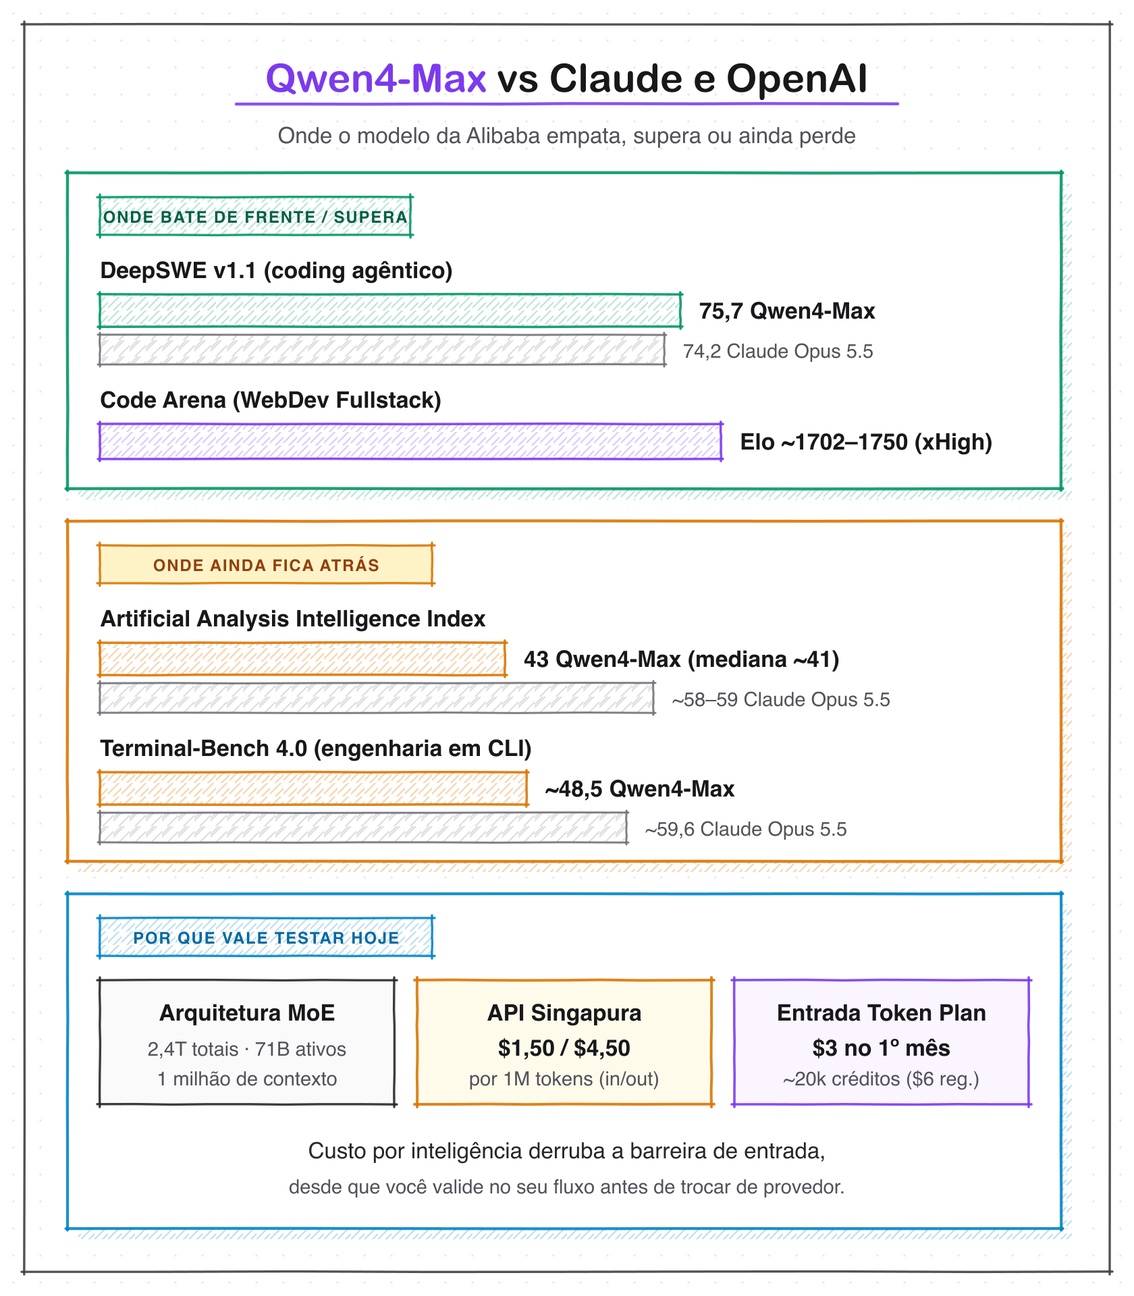 Qwen4-Max vs Claude e OpenAI
Onde o modelo da Alibaba empata, supera ou ainda perde
ONDE BATE DE FRENTE / SUPERA
DeepSWE v1.1 (coding agêntico)
75,7 Qwen4-Max
74,2 Claude Opus 5.5
Code Arena (WebDev Fullstack)
Elo ~1702–1750 (xHigh)
ONDE AINDA FICA ATRÁS
Artificial Analysis Intelligence Index
43 Qwen4-Max (mediana ~41)
~58–59 Claude Opus 5.5
Terminal-Bench 4.0 (engenharia em CLI)
~48,5 Qwen4-Max
~59,6 Claude Opus 5.5
POR QUE VALE TESTAR HOJE
Arquitetura MoE
2,4T totais · 71B ativos
1 milhão de contexto
API Singapura
$1,50 / $4,50
por 1M tokens (in/out)
Entrada Token Plan
$3 no 1º mês
~20k créditos ($6 reg.)
Custo por inteligência derruba a barreira de entrada,
desde que você valide no seu fluxo antes de trocar de provedor.